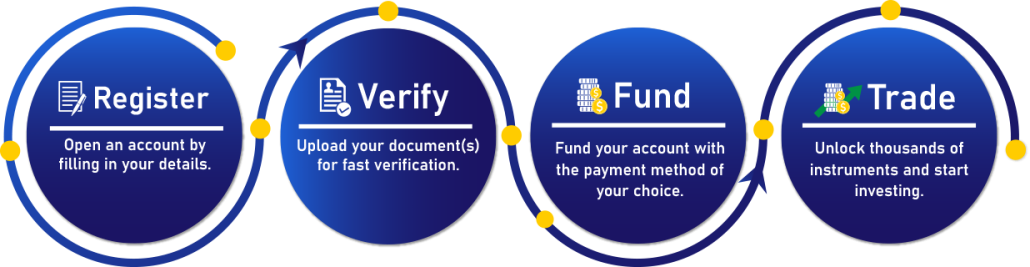 Register
Open an account by
filling in your details.
Verify
Upload your document(s)
for fast verification.
Fund
Fund your account with
the payment method of
your choice.
Trade
Unlock thousands of
instruments and start
investing.